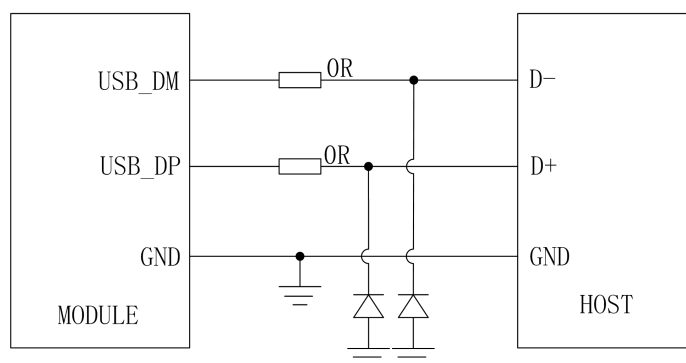 USB_DM
0R
D-
USB_DP
0R
D+
GND
GND
MODULE
HOST